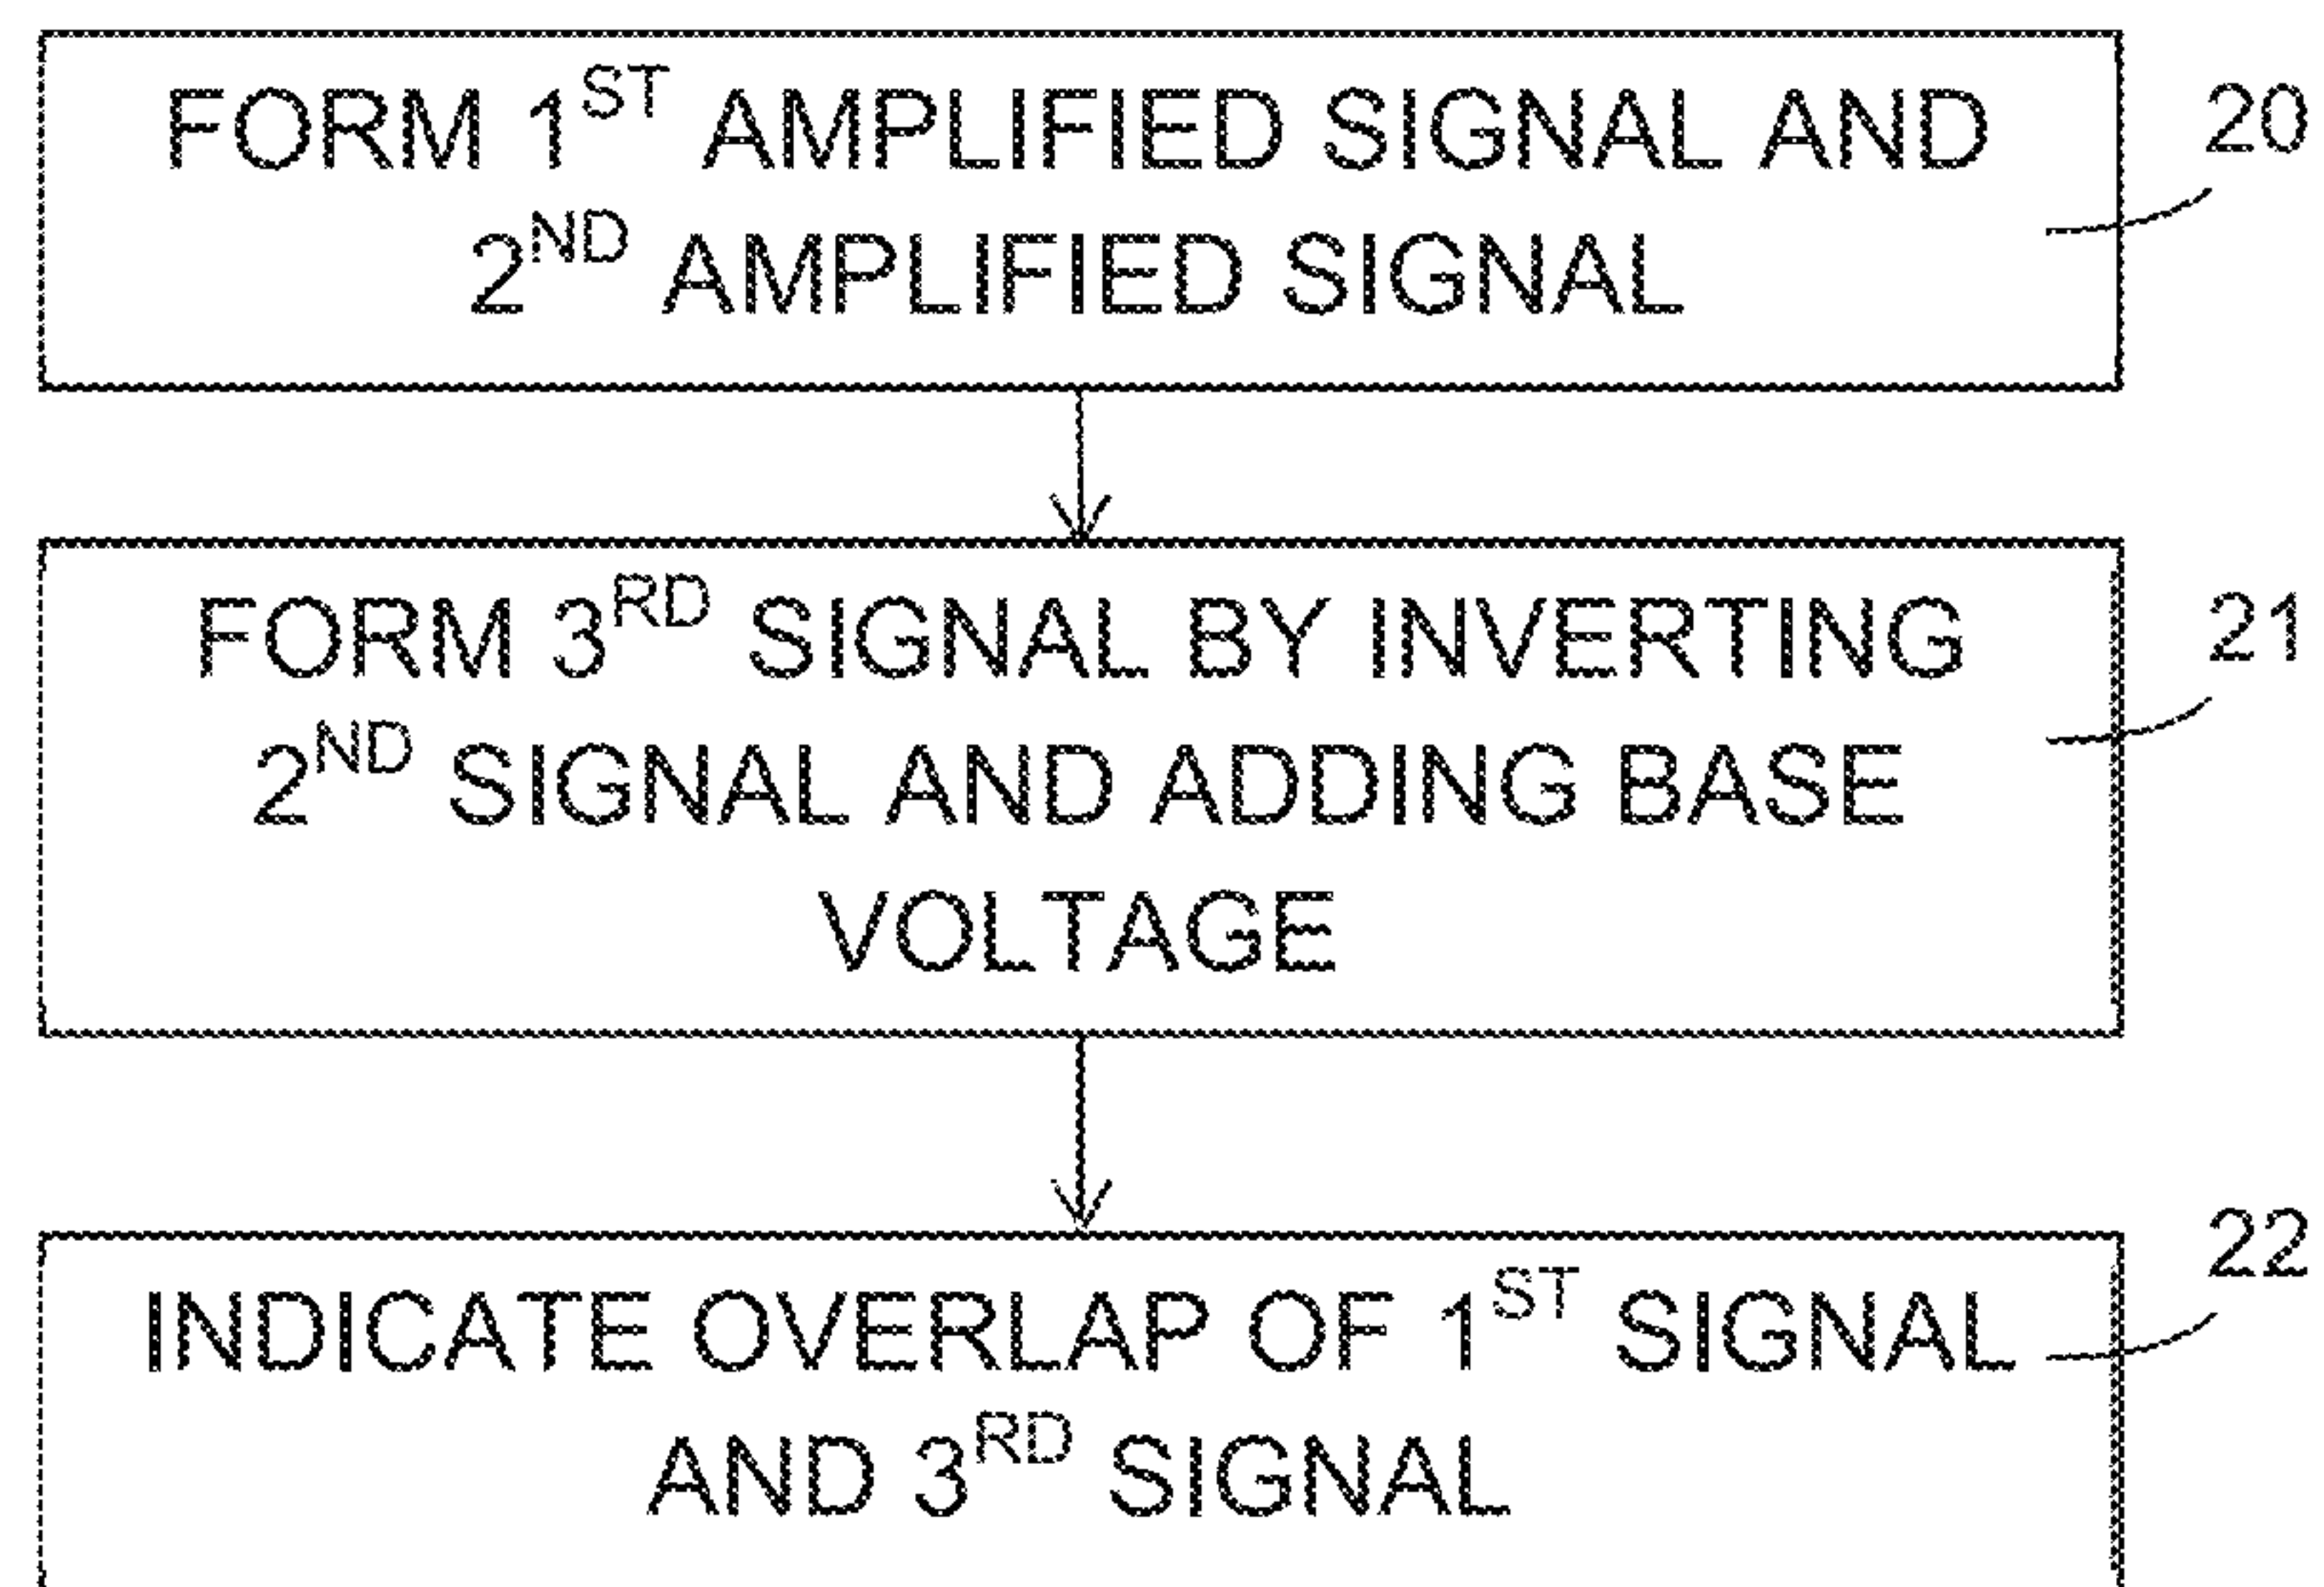 FORM 1ST AMPLIFIED SIGNAL AND
2ND AMPLIFIED SIGNAL
20
FORM 3RD SIGNAL BY INVERTING
2ND SIGNAL AND ADDING BASE
VOLTAGE
21
INDICATE OVERLAP OF 1ST SIGNAL
AND 3RD SIGNAL
22